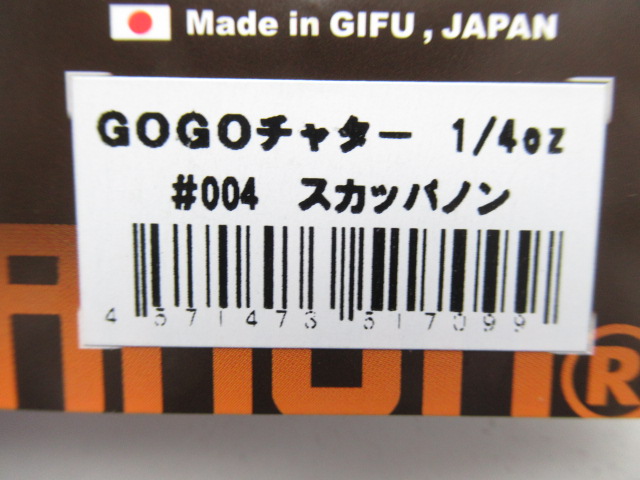 Made in GIFU , JAPAN
GOGOチャター 1/4oz
#004 スカッパノン
4 571473 517099